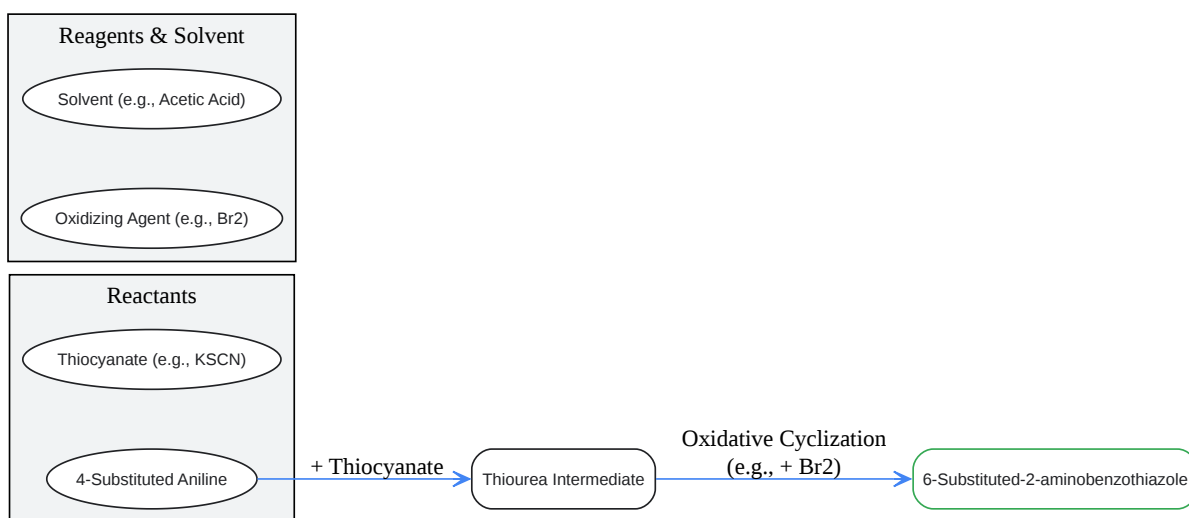 Reagents & Solvent
Solvent (e.g., Acetic Acid)
Oxidizing Agent (e.g., Br2)
Reactants
Thiocyanate (e.g., KSCN)
4-Substituted Aniline
+ Thiocyanate
Thiourea Intermediate
Oxidative Cyclization
(e.g., + Br2)
6-Substituted-2-aminobenzothiazole